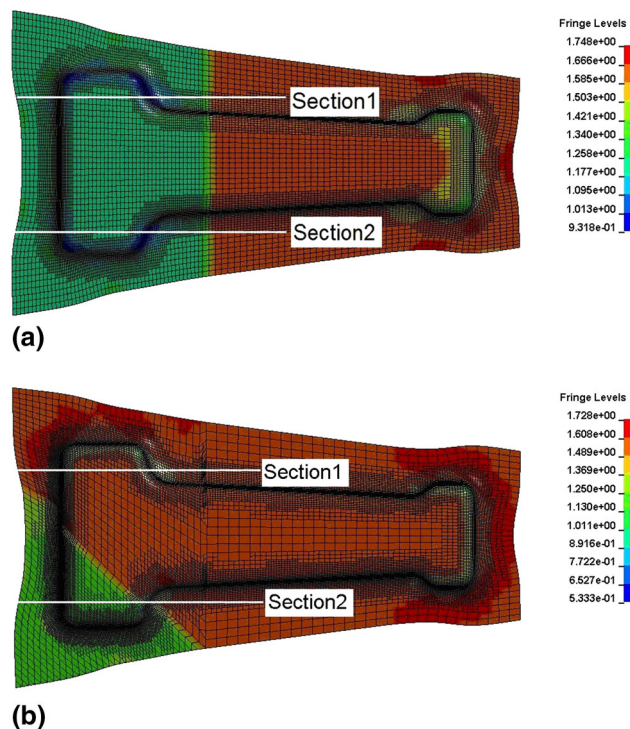 Fringe Levels
1.748e+00
1.666e+00
1.585e+00
1.503e+00
1.421e+00
1.340e+00
1.258e+00
1.177e+00
1.095e+00
1.013e+00
9.318e-01
Section1
Section2
(a)
Fringe Levels
1.728e+00
1.608e+00
1.489e+00
1.369e+00
1.250e+00
1.130e+00
1.011e+00
8.916e-01
7.722e-01
6.527e-01
5.333e-01
Section1
Section2
(b)